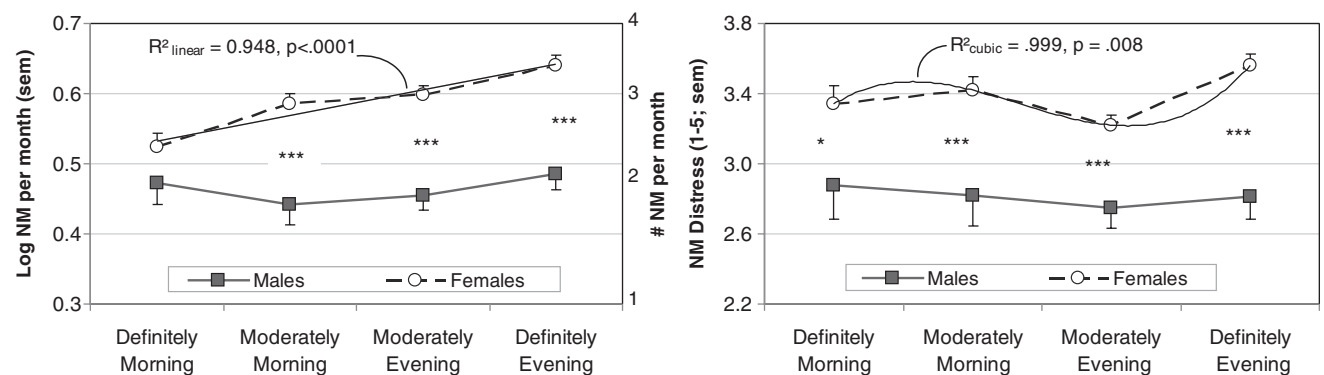 Log NM per month (sem)
0.7
0.6
0.5
0.4
0.3
R² linear = 0.948, p<.0001
***
***
***
Males
Females
4
3
2
1
# NM per month
Definitely
Morning
Moderately
Morning
Moderately
Evening
Definitely
Evening
NM Distress (1-5; sem)
3.8
3.4
3.0
2.6
2.2
R²cubic = .999, p = .008
*
***
***
***
Males
Females
Definitely
Morning
Moderately
Morning
Moderately
Evening
Definitely
Evening